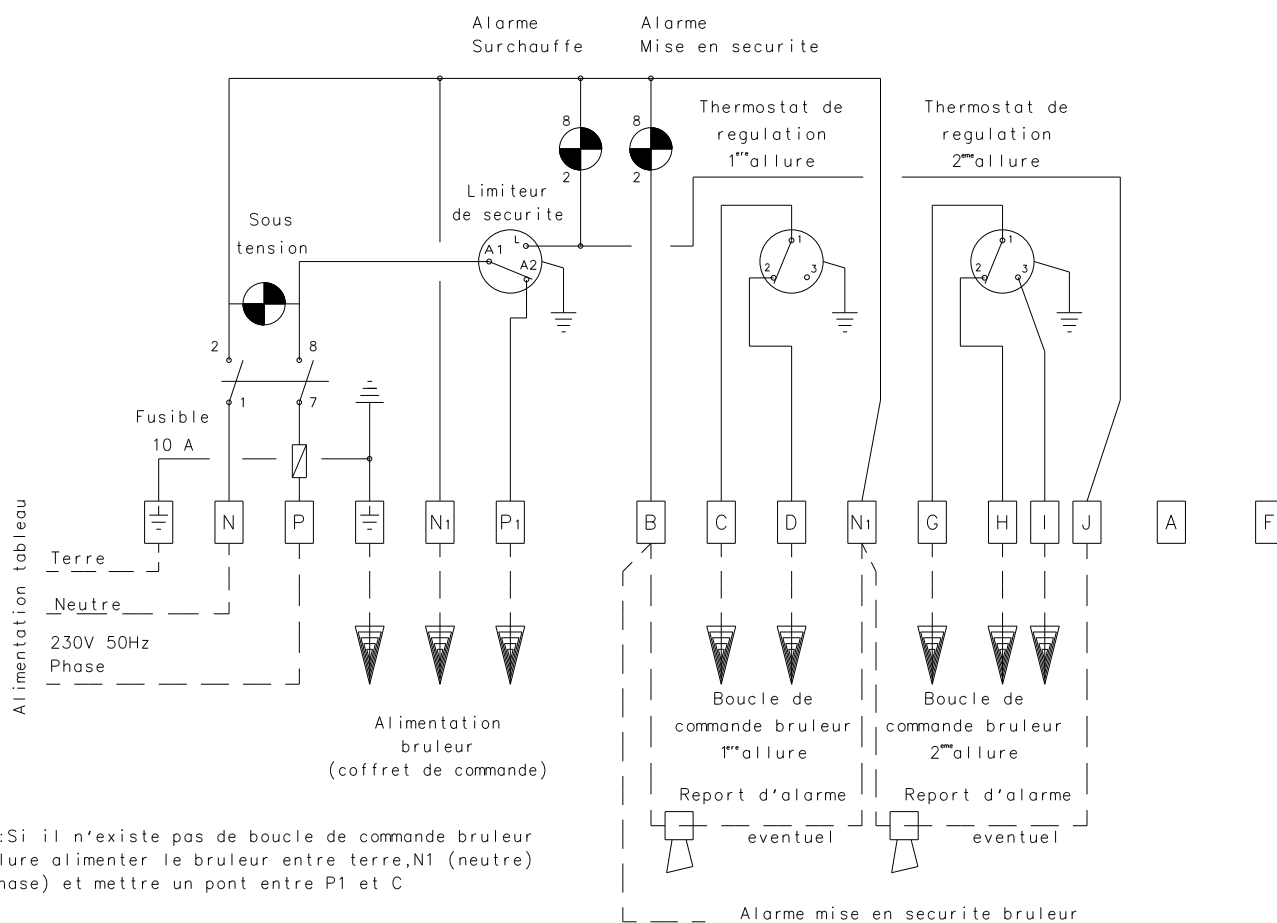 Alarme
Surchauffe
Alarme
Mise en securite
8
2
8
2
Thermostat de
regulation
1ere allure
Thermostat de
regulation
2eme allure
Limiteur
de securite
Sous
tension
A1
L
A2
1
2
3
1
2
3
2
8
1
7
Fusible
10 A
N
P
N1
P1
B
C
D
N1
G
H
I
J
A
F
Alimentation tableau
Terre
Neutre
230V 50Hz
Phase
Alimentation
bruleur
(coffret de commande)
Boucle de
commande bruleur
1ere allure
Boucle de
commande bruleur
2eme allure
Report d'alarme
eventuel
Report d'alarme
eventuel
:Si il n'existe pas de boucle de commande bruleur
lure alimenter le bruleur entre terre,N1 (neutre)
hase) et mettre un pont entre P1 et C
Alarme mise en securite bruleur